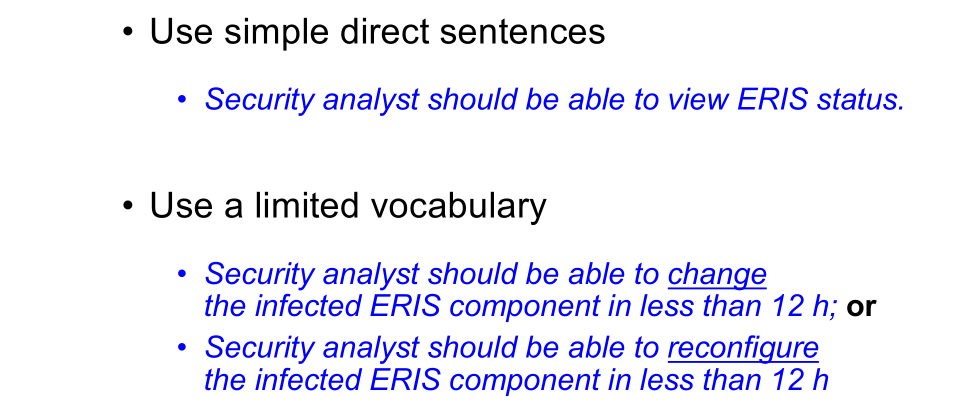 • Use simple direct sentences
• Security analyst should be able to view ERIS status.
• Use a limited vocabulary
• Security analyst should be able to change
the infected ERIS component in less than 12 h; or
• Security analyst should be able to reconfigure
the infected ERIS component in less than 12 h